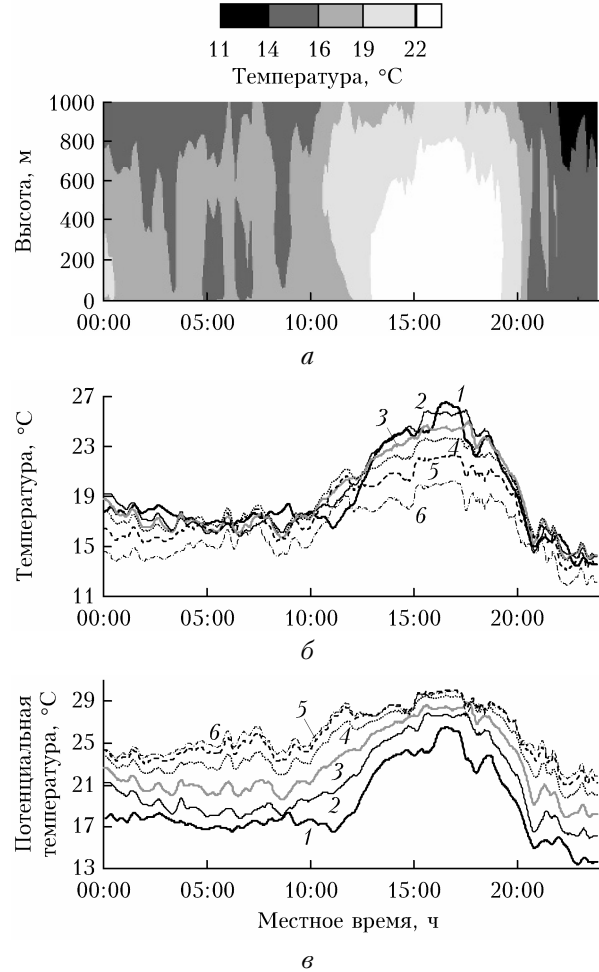 11 14 16 19 22
Температура, °C
1000
800
600
400
200
0
Высота, м
00:00 05:00 10:00 15:00 20:00
а
27
23
19
15
11
Температура, °C
1
2
3
4
5
6
00:00 05:00 10:00 15:00 20:00
б
29
25
21
17
13
Потенциальная
температура, °C
6
5
4
3
2
1
00:00 05:00 10:00 15:00 20:00
Местное время, ч
в